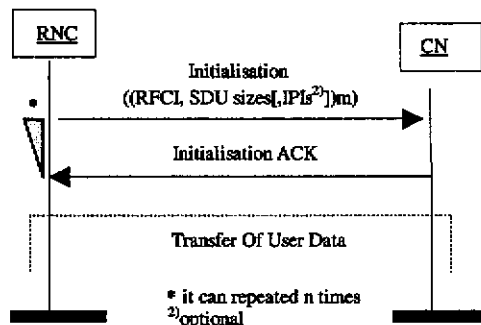 RNC
CN
Initialisation
((RFCI, SDU sizes[,IPIs2)])m)
*
Initialisation ACK
Transfer Of User Data
* it can repeated n times
2)optional